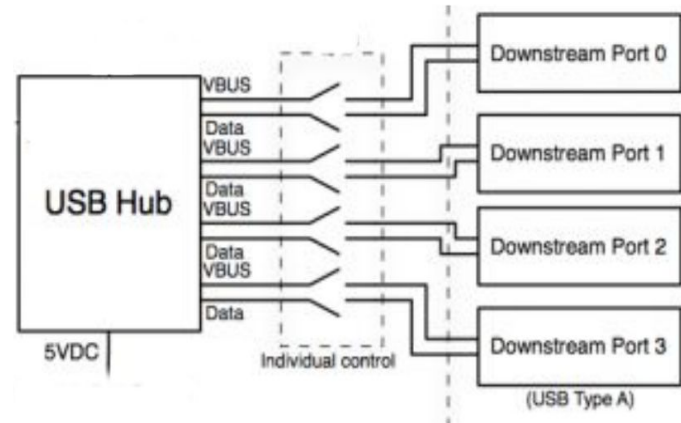 VBUS
Data
VBUS
Data
VBUS
Data
VBUS
Data
USB Hub
5VDC
Individual control
Downstream Port 0
Downstream Port 1
Downstream Port 2
Downstream Port 3
(USB Type A)